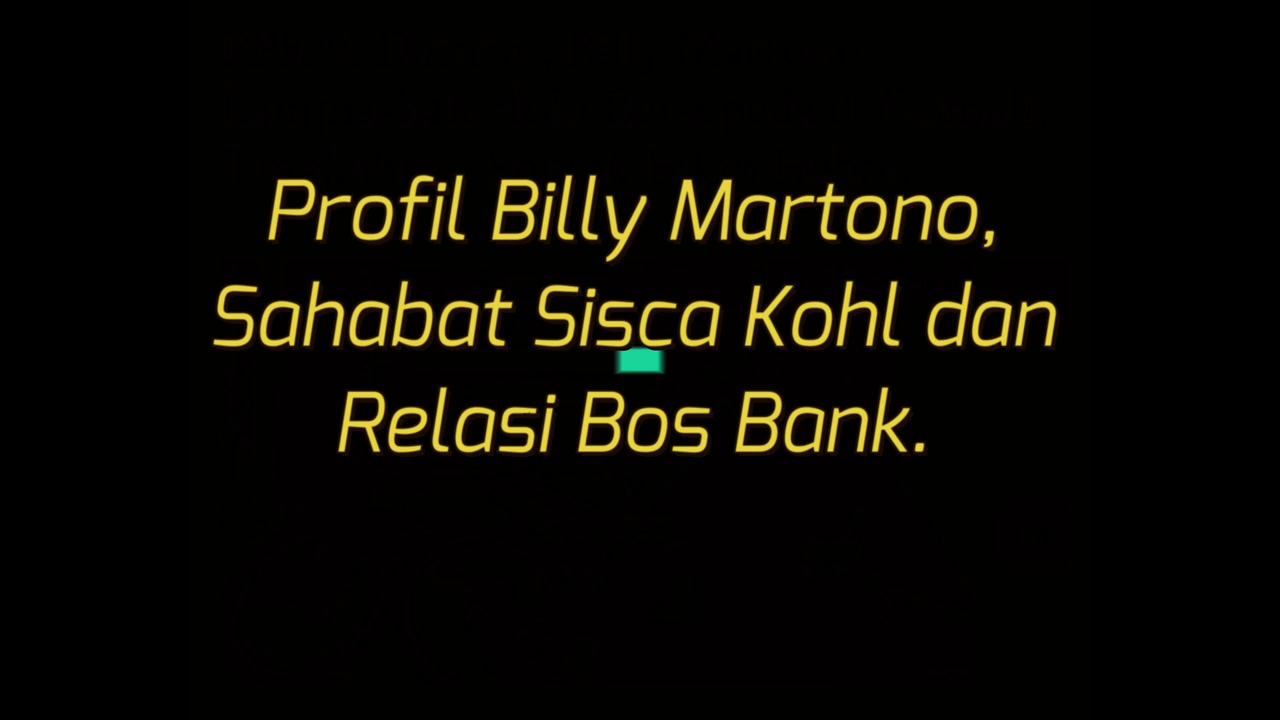 Profil Billy Martono,
Sahabat Sisca Kohl dan
Relasi Bos Bank.